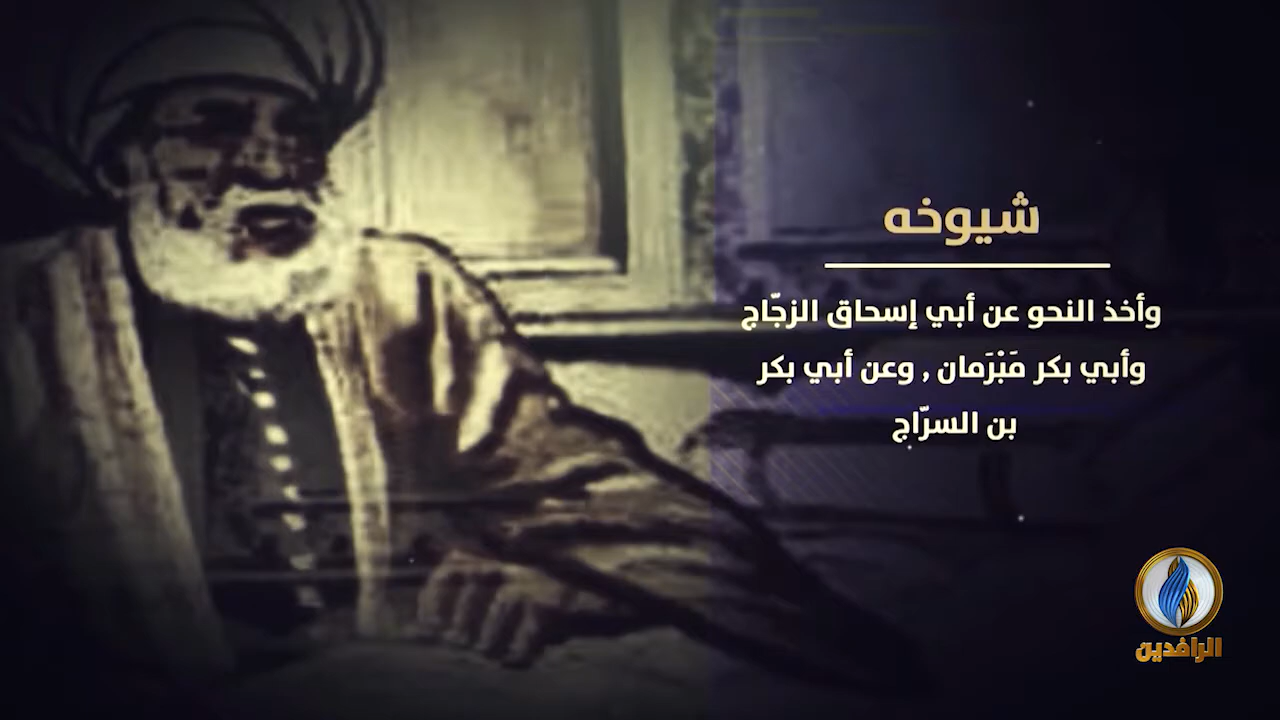 شيوخه
وأخذ النحو عن أبي إسحاق الزجّاج
وأبي بكر مَبْرَمان , وعن أبي بكر
بن السرّاج
الرافدين